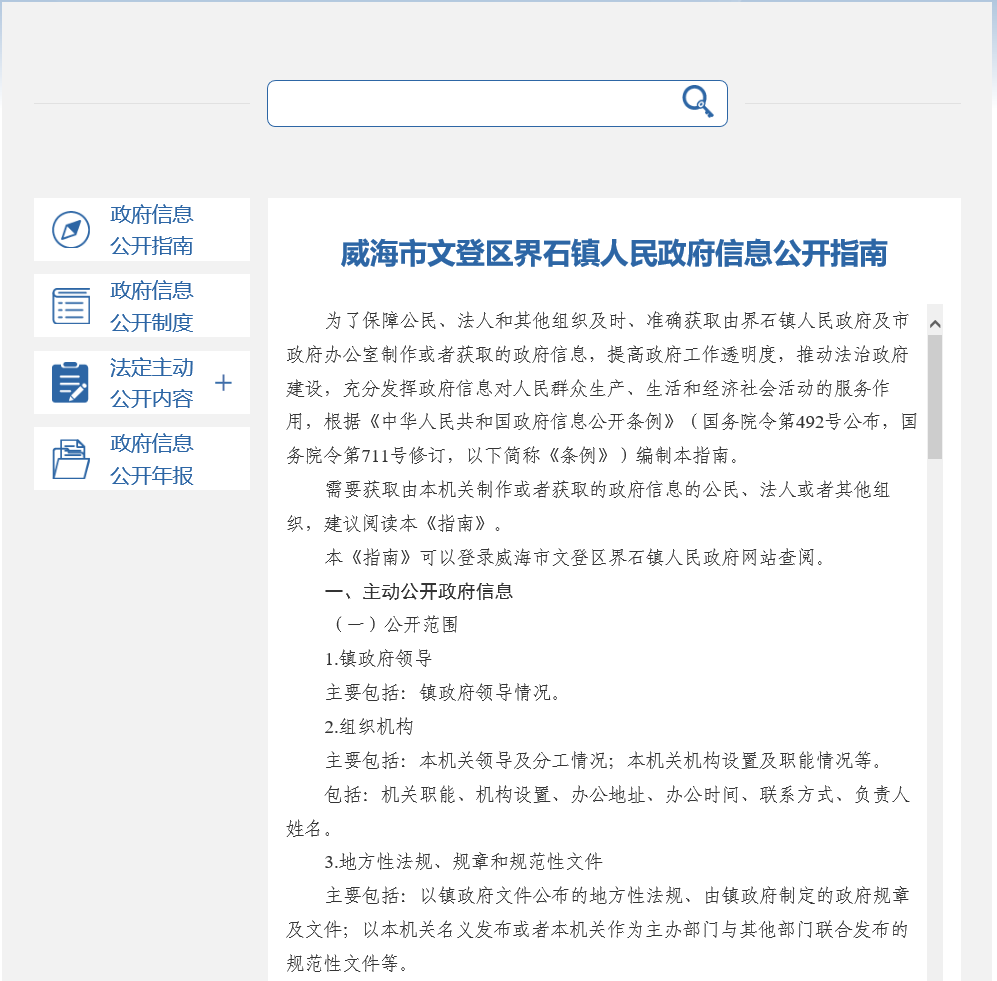 政府信息
公开指南
政府信息
公开制度
法定主动
公开内容
政府信息
公开年报
威海市文登区界石镇人民政府信息公开指南
为了保障公民、法人和其他组织及时、准确获取由界石镇人民政府及市
政府办公室制作或者获取的政府信息，提高政府工作透明度，推动法治政府
建设，充分发挥政府信息对人民群众生产、生活和经济社会活动的服务作
用，根据《中华人民共和国政府信息公开条例》（国务院令第492号公布，国
务院令第711号修订，以下简称《条例》）编制本指南。
需要获取由本机关制作或者获取的政府信息的公民、法人或者其他组
织，建议阅读本《指南》。
本《指南》可以登录威海市文登区界石镇人民政府网站查阅。
一、主动公开政府信息
（一）公开范围
1.镇政府领导
主要包括：镇政府领导情况。
2.组织机构
主要包括：本机关领导及分工情况；本机关机构设置及职能情况等。
包括：机关职能、机构设置、办公地址、办公时间、联系方式、负责人
姓名。
3.地方性法规、规章和规范性文件
主要包括：以镇政府文件公布的地方性法规、由镇政府制定的政府规章
及文件；以本机关名义发布或者本机关作为主办部门与其他部门联合发布的
规范性文件等。